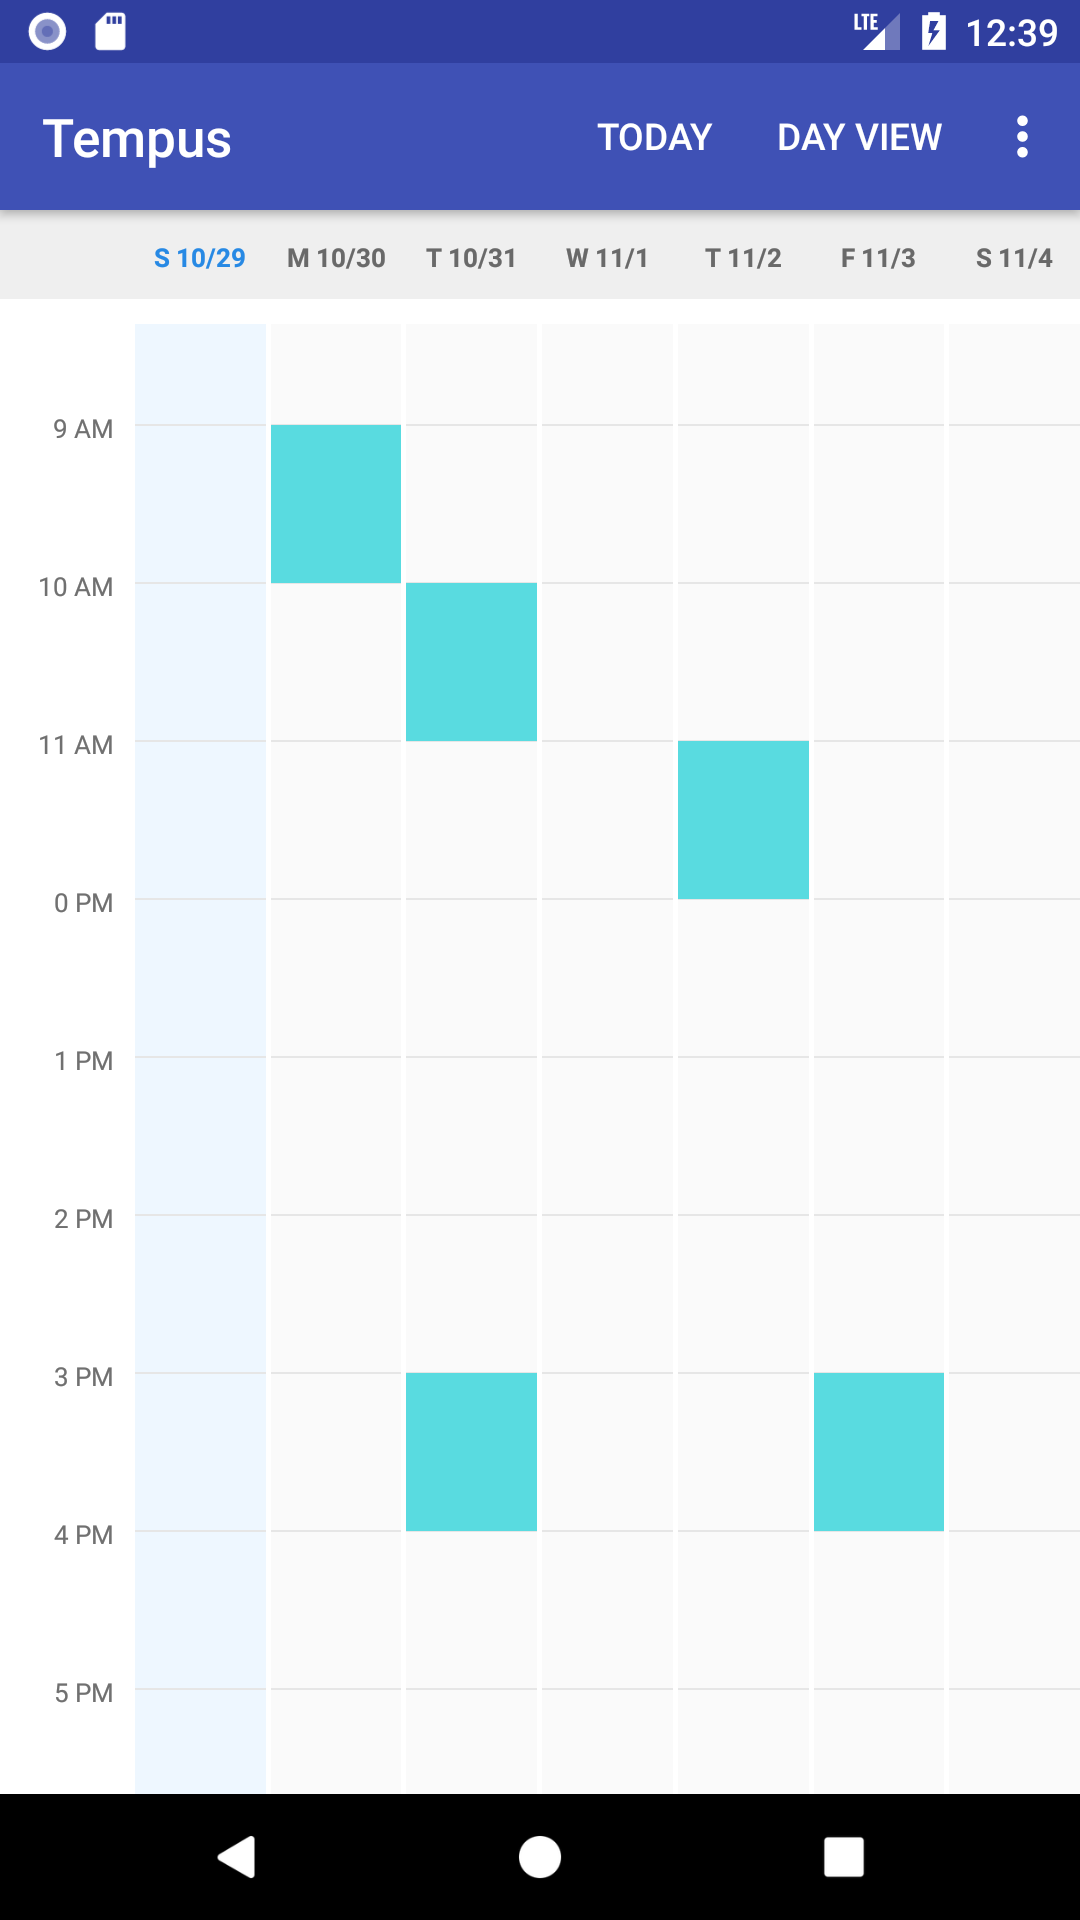 LTE 12:39
Tempus TODAY DAY VIEW
S 10/29 M 10/30 T 10/31 W 11/1 T 11/2 F 11/3 S 11/4
9 AM
10 AM
11 AM
0 PM
1 PM
2 PM
3 PM
4 PM
5 PM